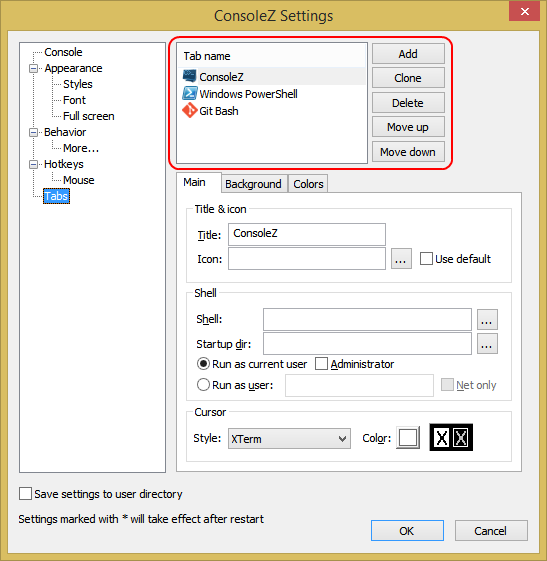 ConsoleZ Settings
Console
Appearance
Styles
Font
Full screen
Behavior
More...
Hotkeys
Mouse
Tabs
Tab name
ConsoleZ
Windows PowerShell
Git Bash
Add
Clone
Delete
Move up
Move down
Main Background Colors
Title & icon
Title: ConsoleZ
Icon: ... Use default
Shell
Shell: ...
Startup dir: ...
Run as current user Administrator
Run as user: Net only
Cursor
Style: XTerm Color: X X
Save settings to user directory
Settings marked with * will take effect after restart
OK Cancel